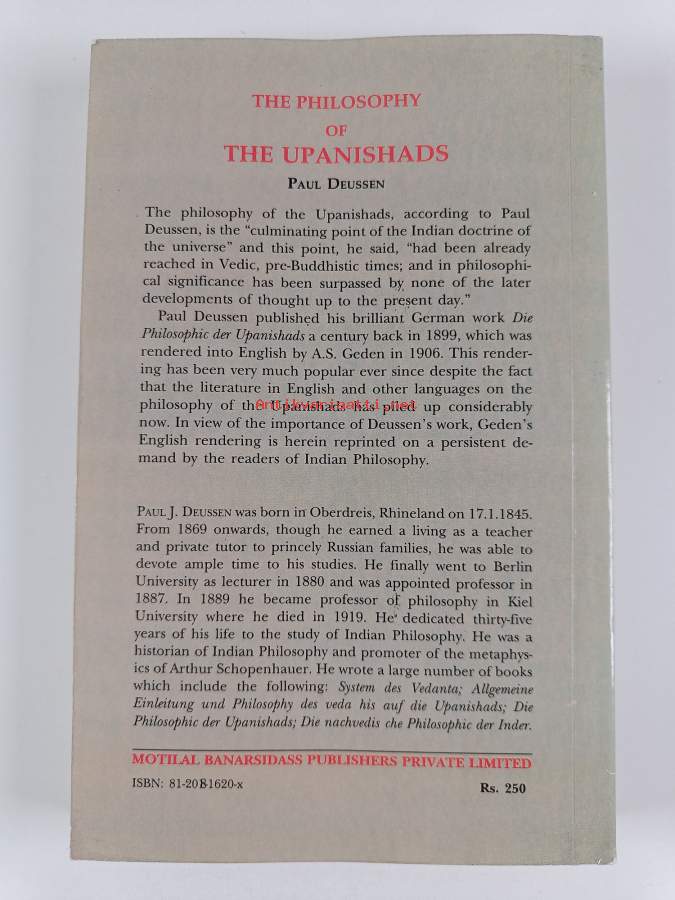 THE PHILOSOPHY
OF
THE UPANISHADS
PAUL DEUSSEN
The philosophy of the Upanishads, according to Paul
Deussen, is the “culminating point of the Indian doctrine of
the universe” and this point, he said, “had been already
reached in Vedic, pre-Buddhistic times; and in philosophi-
cal significance has been surpassed by none of the later
developments of thought up to the present day.”
Paul Deussen published his brilliant German work Die
Philosophic der Upanishads a century back in 1899, which was
rendered into English by A.S. Geden in 1906. This render-
ing has been very much popular ever since despite the fact
that the literature in English and other languages on the
philosophy of the Upanishads has piled up considerably
now. In view of the importance of Deussen’s work, Geden’s
English rendering is herein reprinted on a persistent de-
mand by the readers of Indian Philosophy.
PAUL J. DEUSSEN was born in Oberdreis, Rhineland on 17.1.1845.
From 1869 onwards, though he earned a living as a teacher
and private tutor to princely Russian families, he was able to
devote ample time to his studies. He finally went to Berlin
University as lecturer in 1880 and was appointed professor in
1887. In 1889 he became professor of philosophy in Kiel
University where he died in 1919. He dedicated thirty-five
years of his life to the study of Indian Philosophy. He was a
historian of Indian Philosophy and promoter of the metaphys-
ics of Arthur Schopenhauer. He wrote a large number of books
which include the following: System des Vedanta; Allgemeine
Einleitung und Philosophy des veda his auf die Upanishads; Die
Philosophic der Upanishads; Die nachvedis che Philosophic der Inder.
MOTILAL BANARSIDASS PUBLISHERS PRIVATE LIMITED
ISBN: 81-208-1620-x
Rs. 250
Antikvariaatti.net